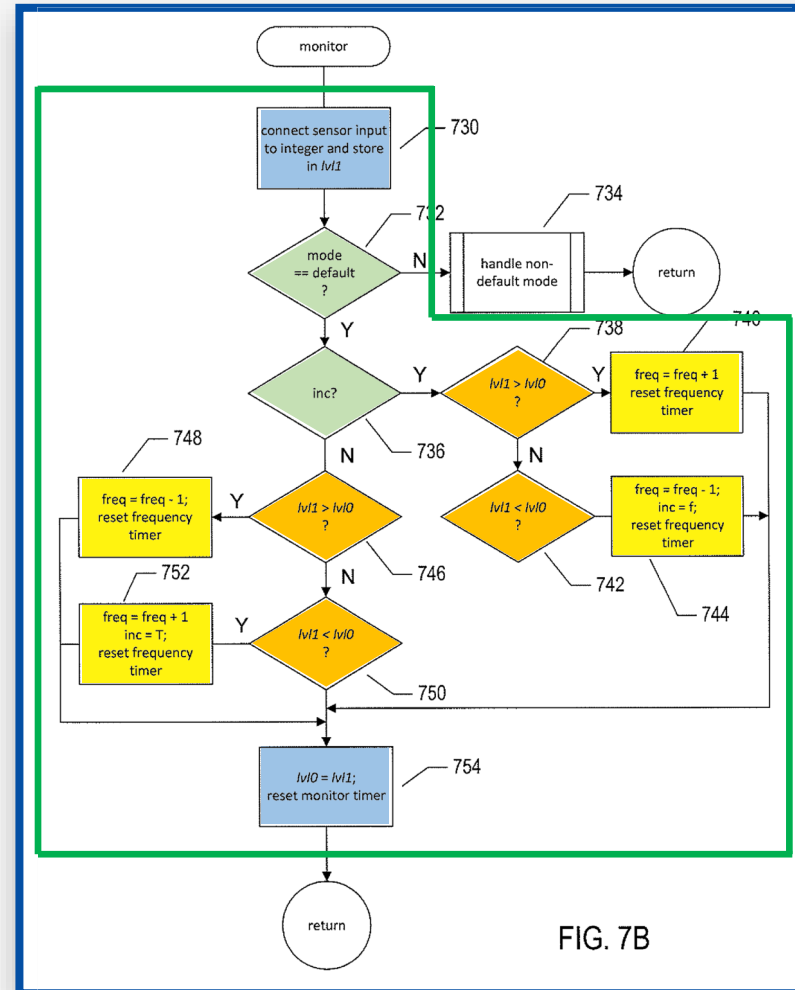 monitor
connect sensor input
to integer and store
in lvl1
730
732
mode
== default
?
N
734
handle non-
default mode
return
Y
inc?
Y
736
738
lvl1 > lvl0
?
Y
freq = freq + 1
reset frequency
timer
N
N
748
freq = freq - 1;
reset frequency
timer
Y
lvl1 > lvl0
?
746
lvl1 < lvl0
?
742
freq = freq - 1;
inc = f;
reset frequency
timer
744
N
752
freq = freq + 1
inc = T;
reset frequency
timer
Y
lvl1 < lvl0
?
750
lvl0 = lvl1;
reset monitor timer
754
return
FIG. 7B